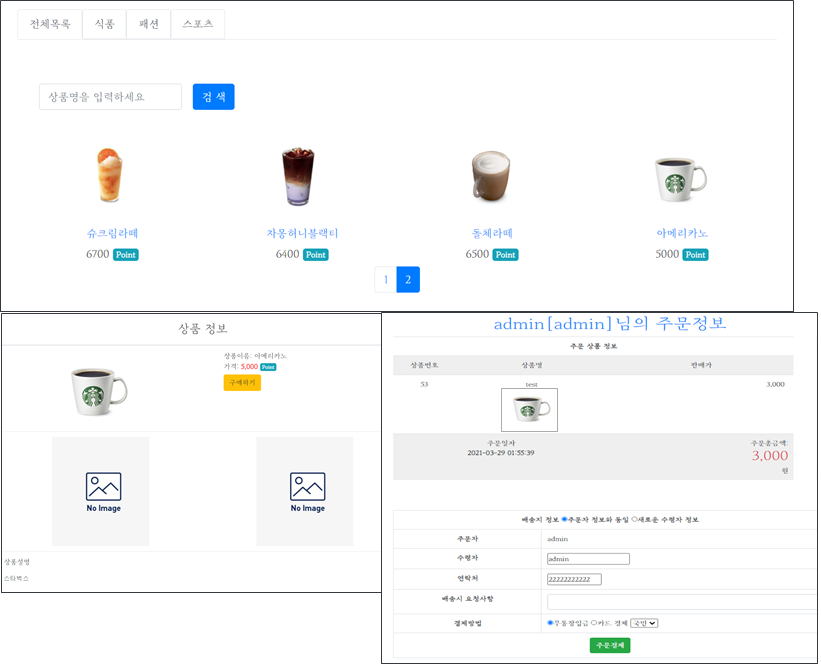 전체목록 식품 패션 스포츠
상품명을 입력하세요 검 색
슈크림라떼 자몽허니블랙티 돌체라떼 아메리카노
6700 Point 6400 Point 6500 Point 5000 Point
1 2
상품 정보
상품이름: 아메리카노
가격: 5,000 Point
구매하기
No Image No Image
상품설명
스타벅스
admin[admin]님의 주문정보
주문 상품 정보
상품번호 상품명 판매가
53 test 3,000
주문일자 주문총금액:
2021-03-29 01:55:39 3,000
원
배송지 정보 주문자 정보와 동일 새로운 수령자 정보
주문자 admin
수령자 admin
연락처 22222222222
배송시 요청사항
결제방법 무통장입금 카드 결제 국민
주문결제